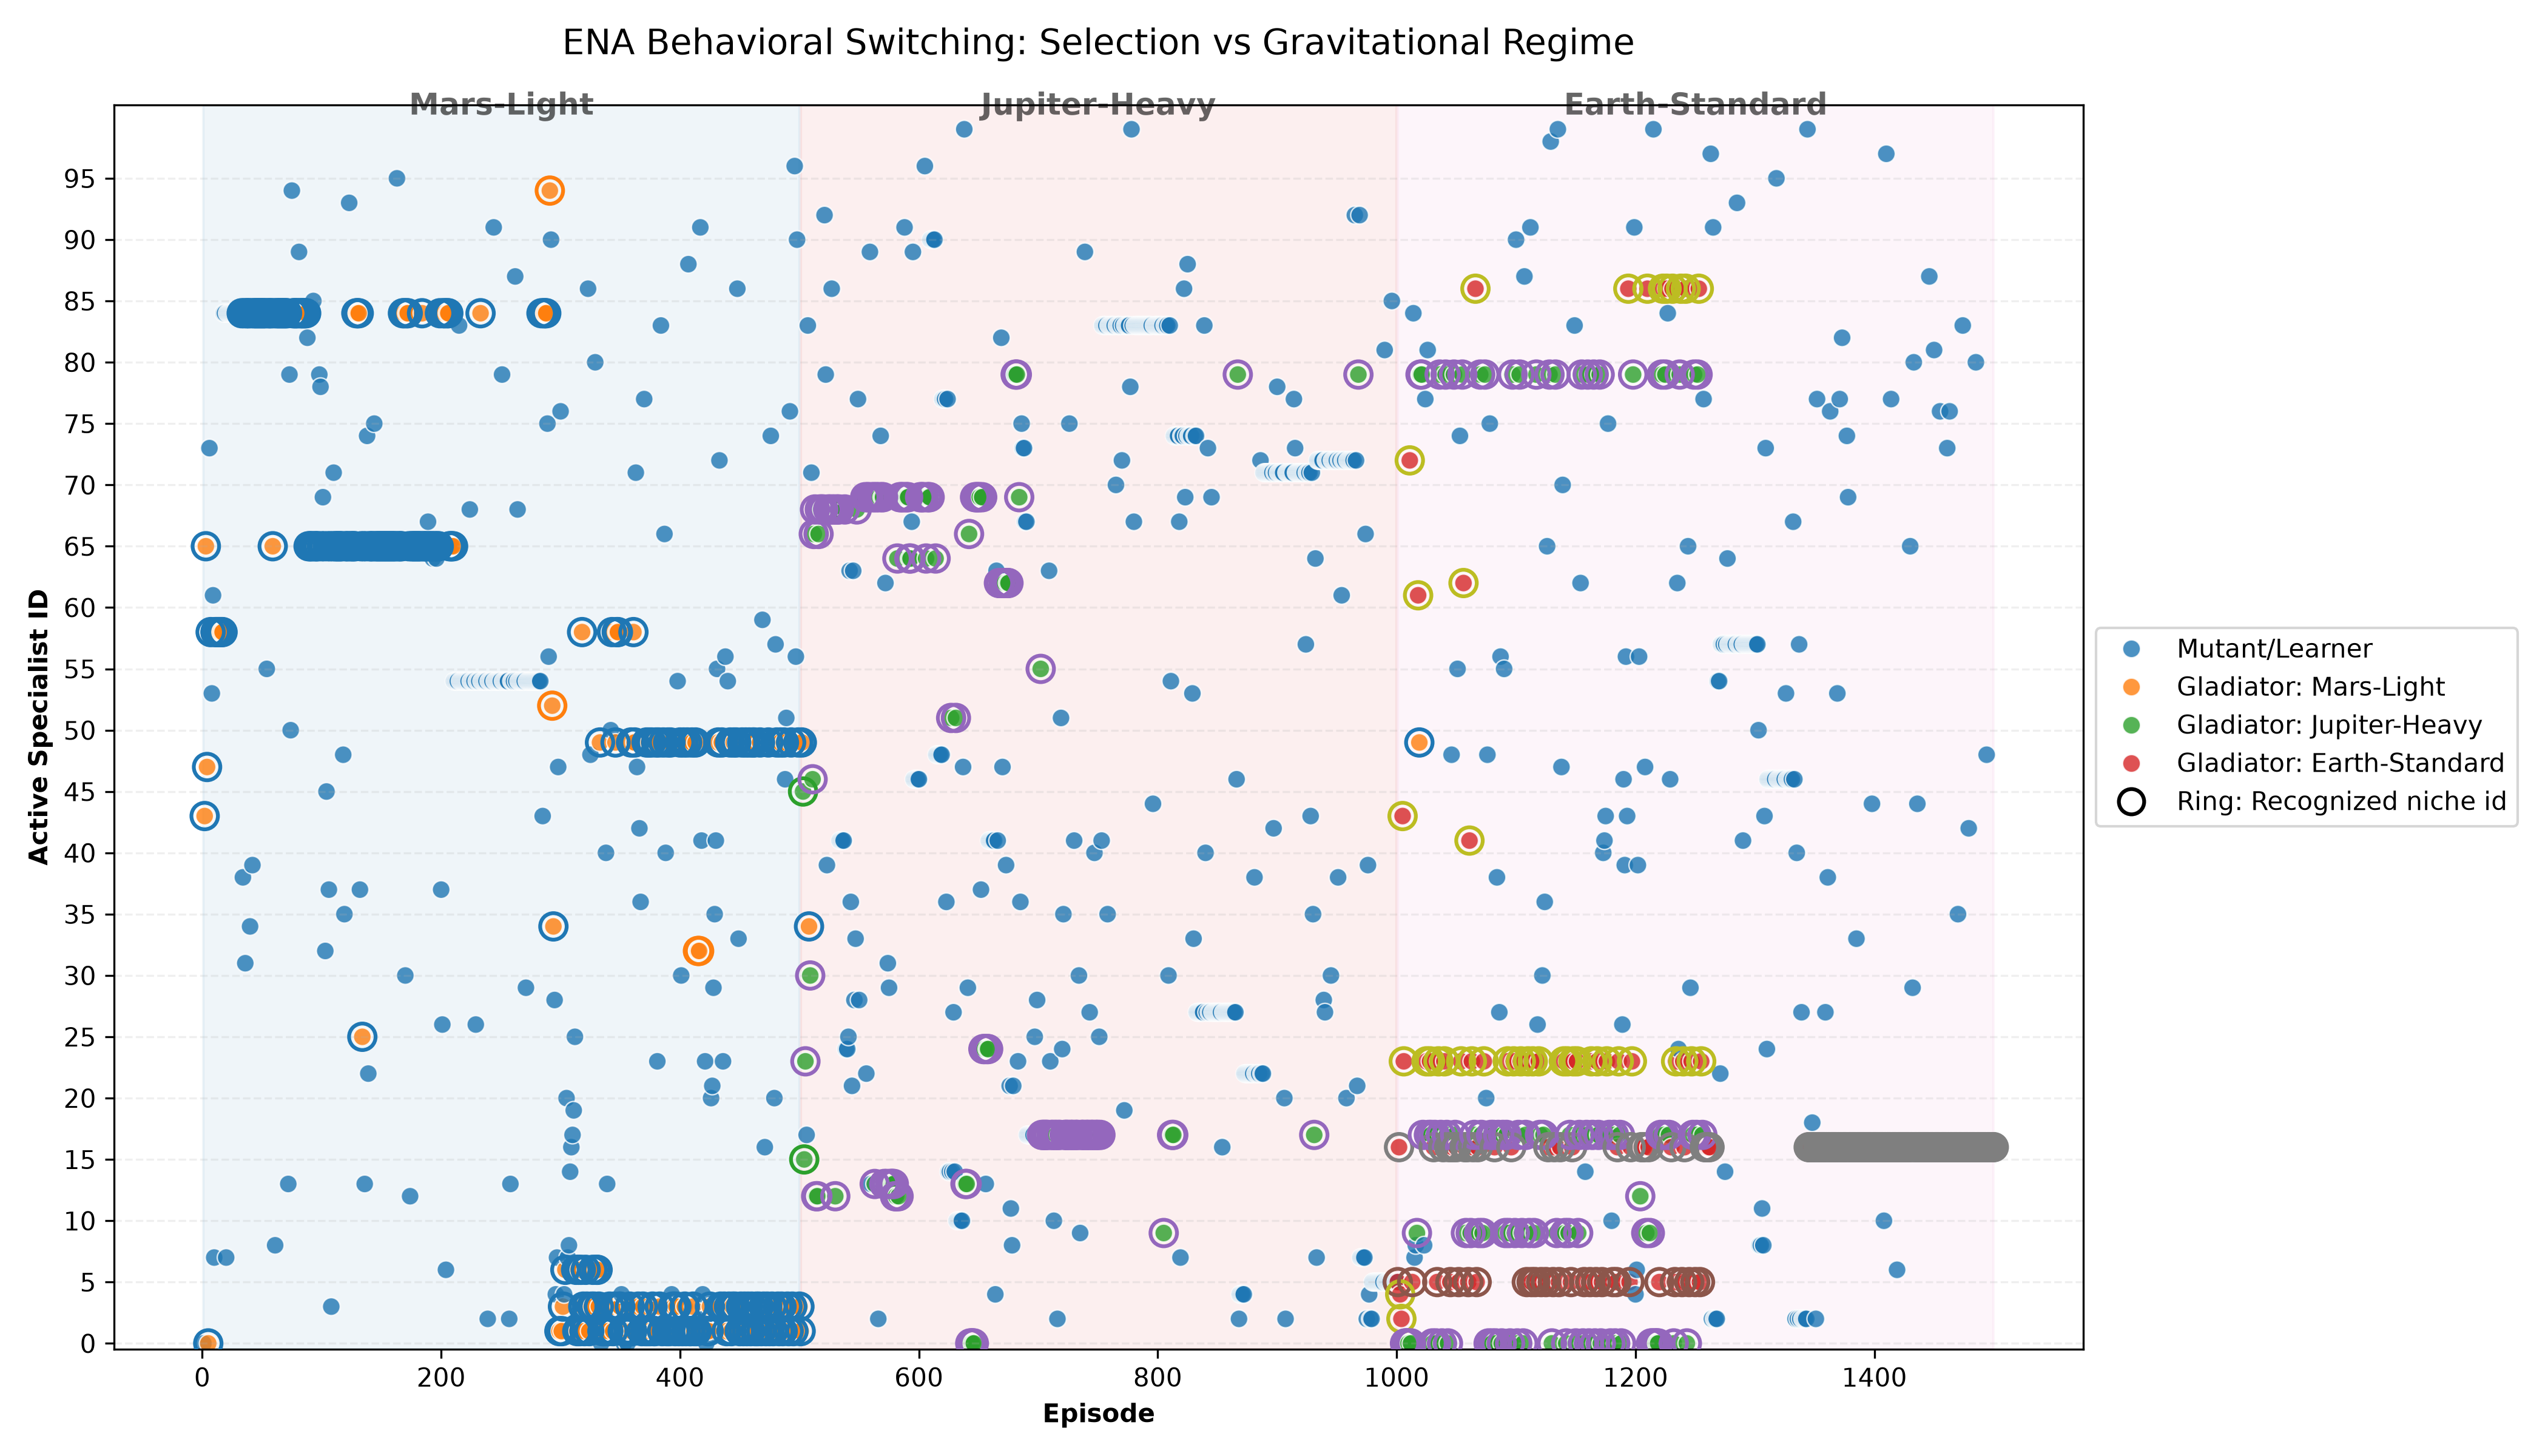 ENA Behavioral Switching: Selection vs Gravitational Regime
Mars-Light
Jupiter-Heavy
Earth-Standard
Active Specialist ID
95
90
85
80
75
70
65
60
55
50
45
40
35
30
25
20
15
10
5
0
0
200
400
600
800
1000
1200
1400
Episode
Mutant/Learner
Gladiator: Mars-Light
Gladiator: Jupiter-Heavy
Gladiator: Earth-Standard
Ring: Recognized niche id